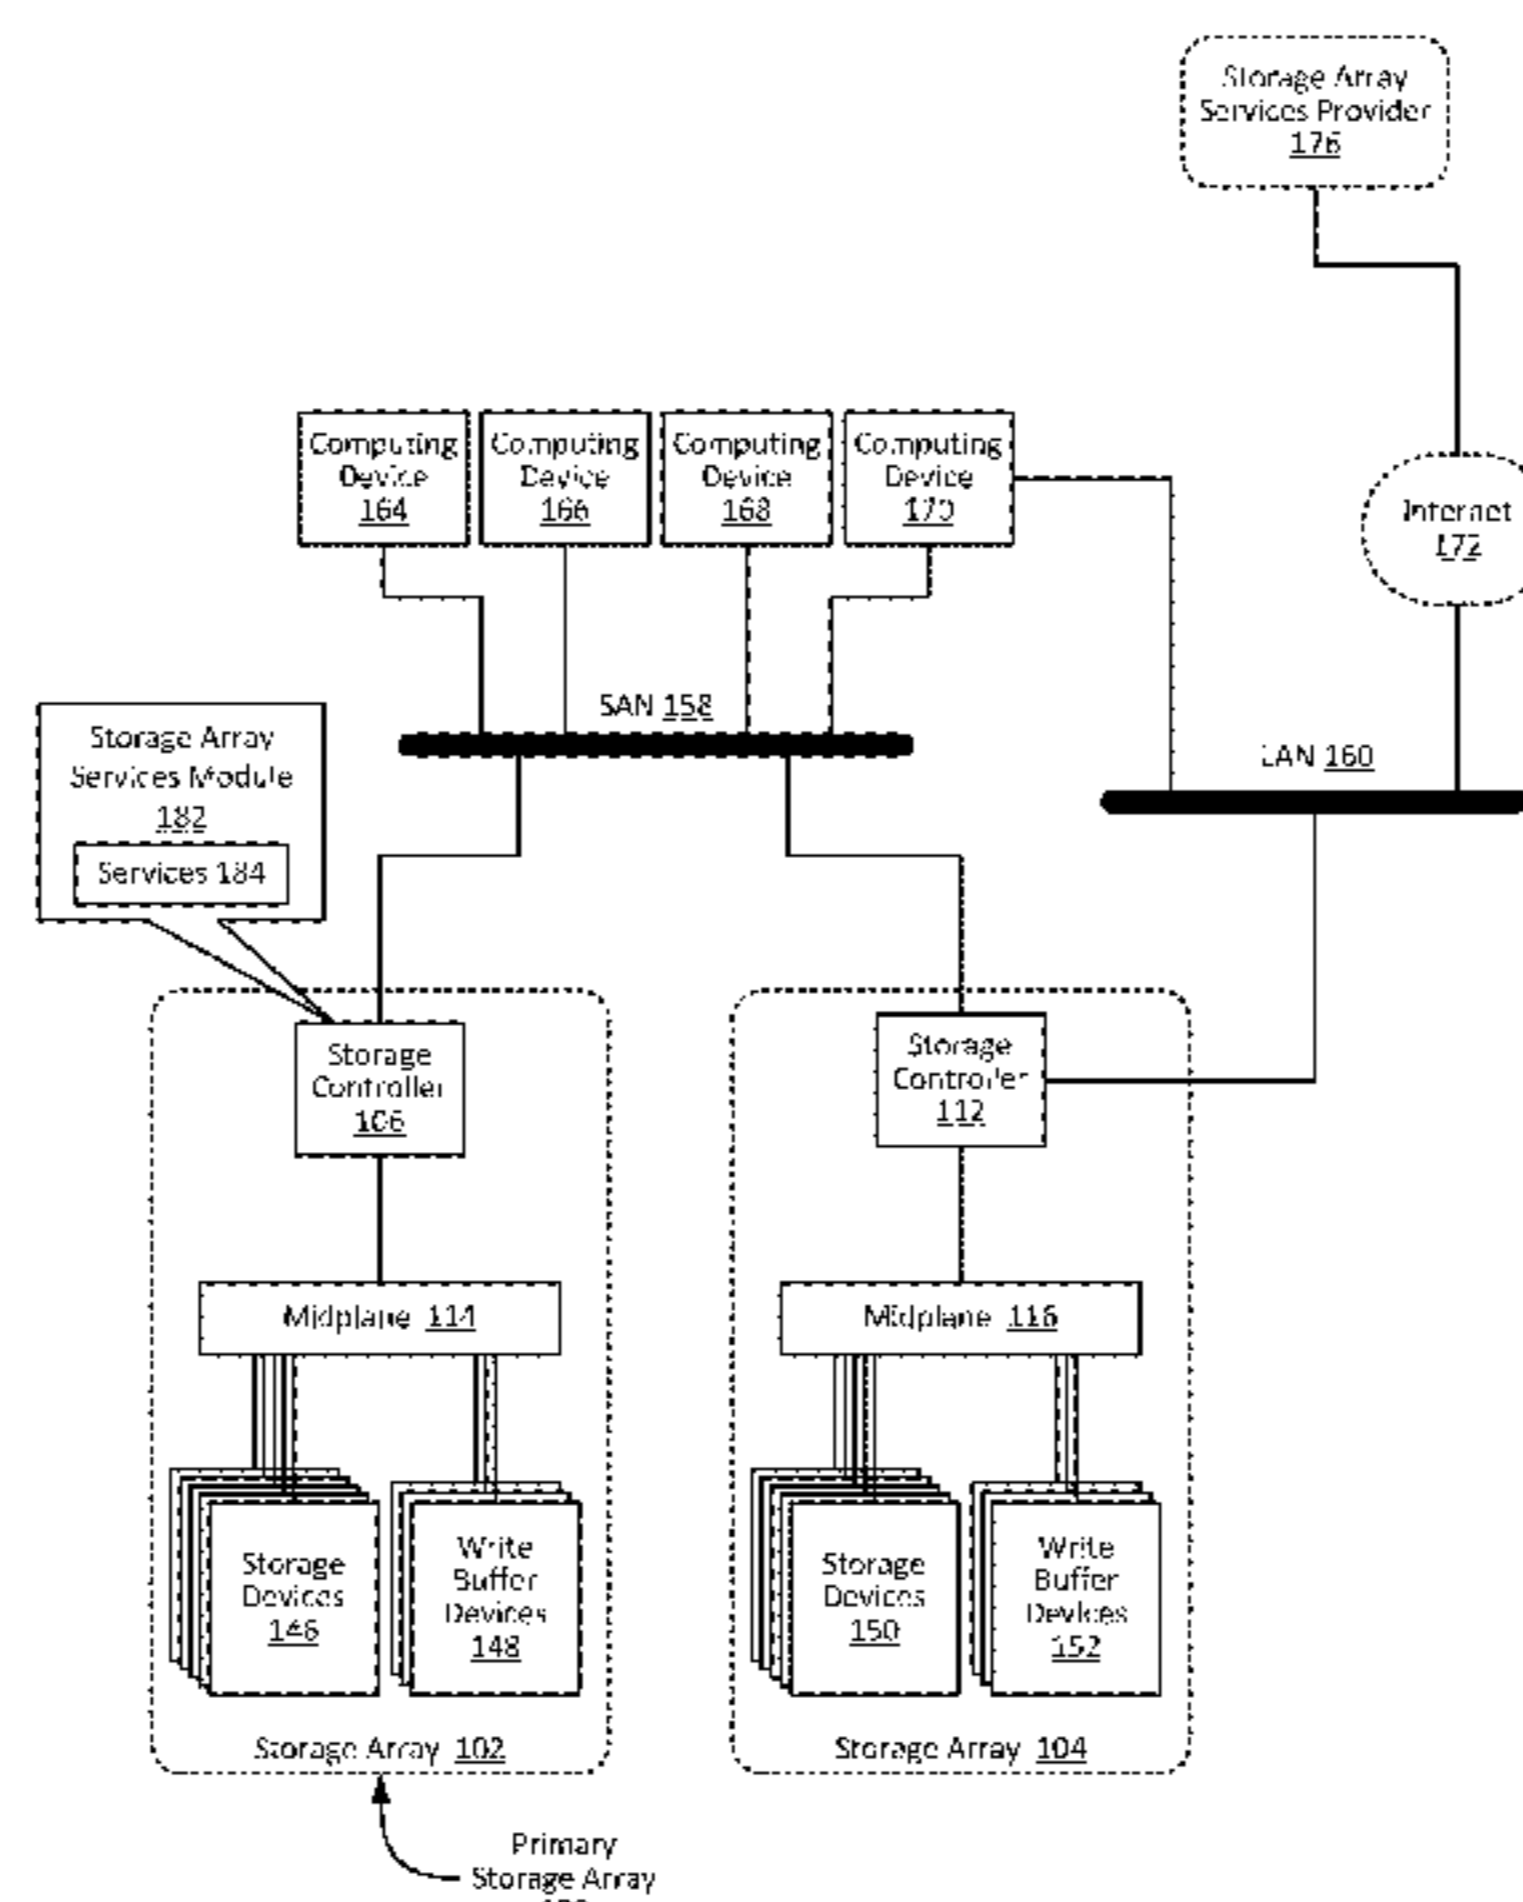 Storage Array
Services Provider
176
Computing
Device
164
Computing
Device
166
Computing
Device
168
Computing
Device
170
Internet
172
SAN 158
LAN 160
Storage Array
Services Module
182
Services 184
Storage
Controller
106
Storage
Controller
112
Midplane 114
Midplane 116
Storage
Devices
146
Write
Buffer
Devices
148
Storage
Devices
150
Write
Buffer
Devices
152
Storage Array 102
Storage Array 104
Primary
Storage Array